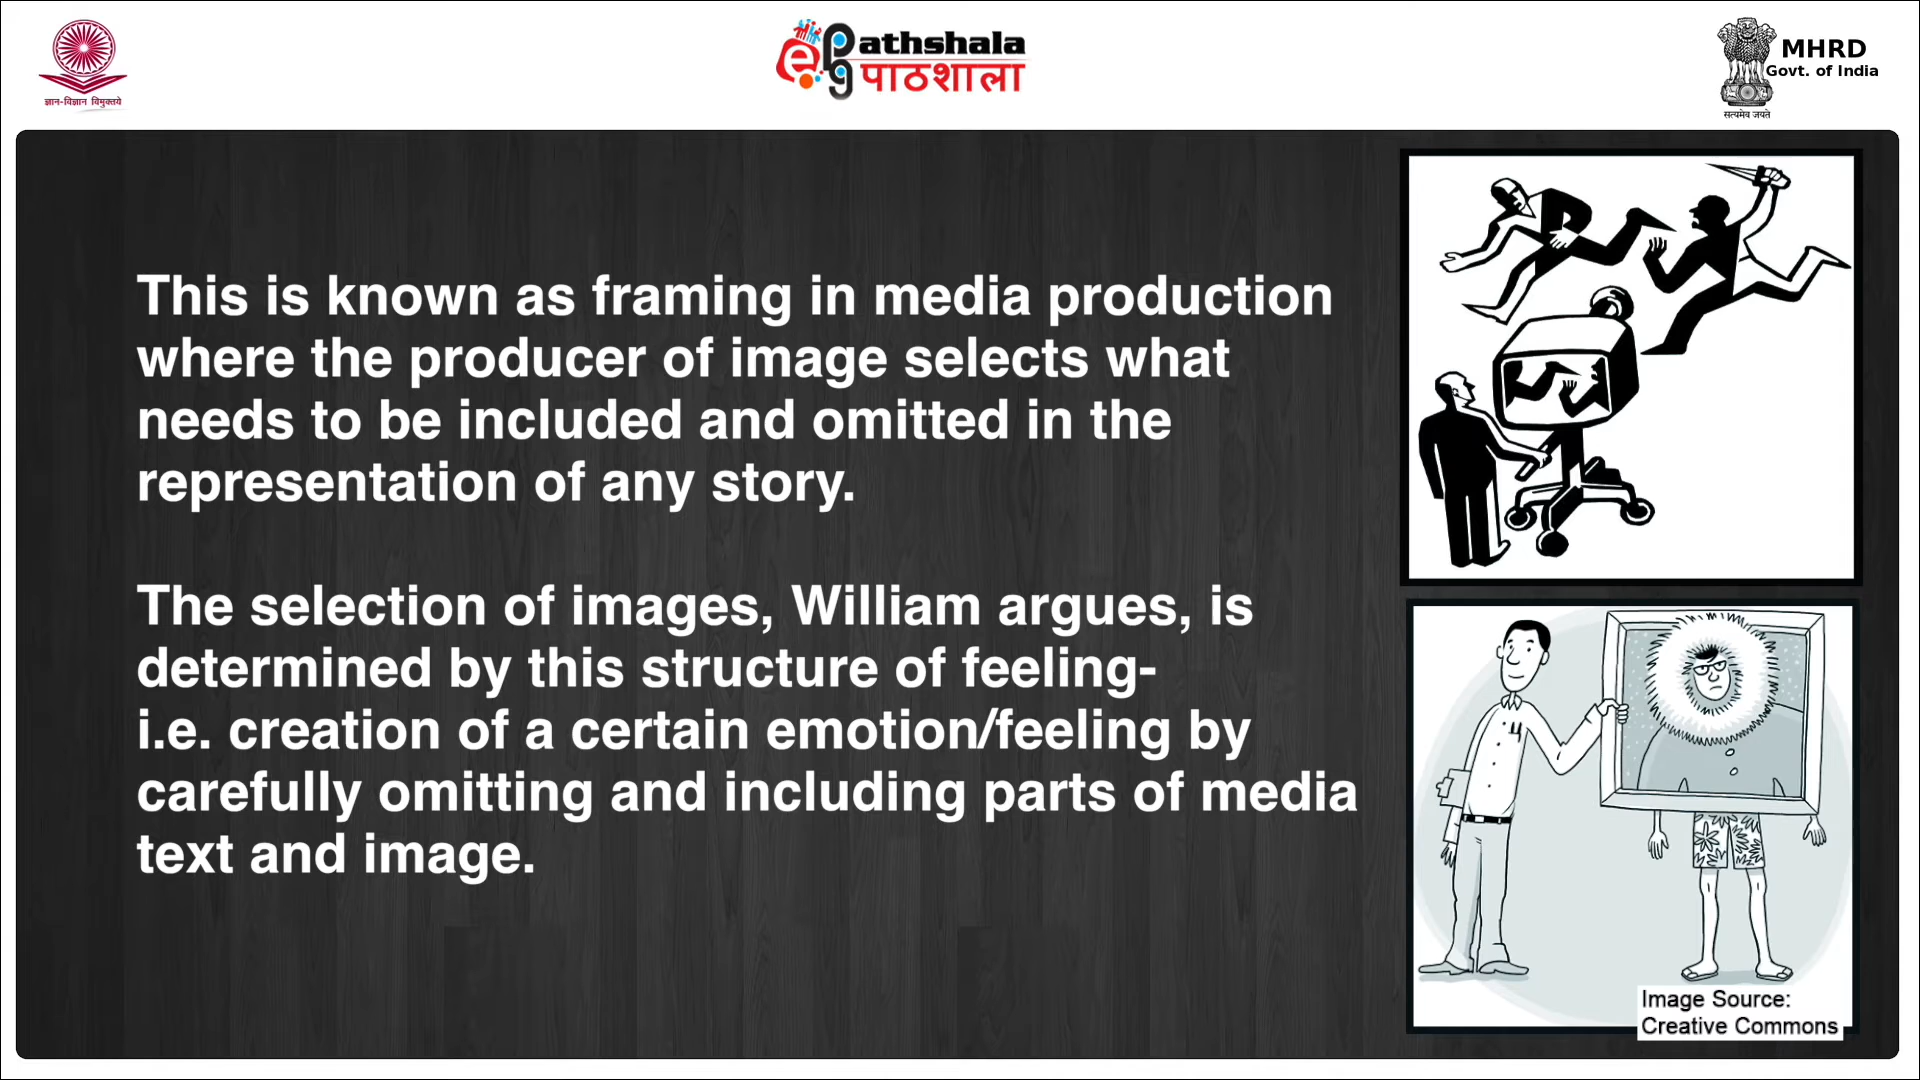 ज्ञान-विज्ञान विमुक्तये
ePg athshala
पाठशाला
MHRD
Govt. of India
सत्यमेव जयते
This is known as framing in media production
where the producer of image selects what
needs to be included and omitted in the
representation of any story.
The selection of images, William argues, is
determined by this structure of feeling-
i.e. creation of a certain emotion/feeling by
carefully omitting and including parts of media
text and image.
Image Source:
Creative Commons